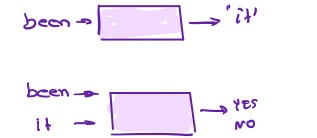 been → 'it'
been → YES
it → NO